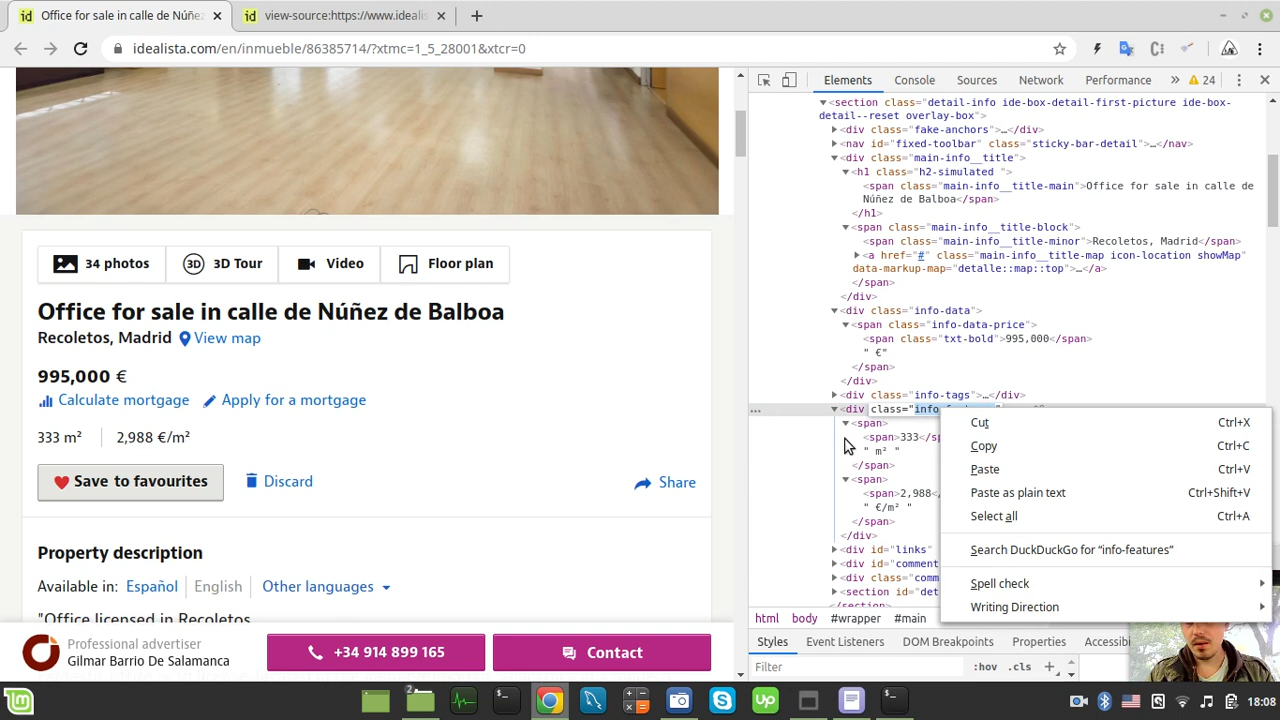 Office for sale in calle de Núñez
view-source:https://www.idealis
idealista.com/en/inmueble/86385714/?xtmc=1_5_28001&xtcr=0
34 photos
3D
3D Tour
Video
Floor plan
Office for sale in calle de Núñez de Balboa
Recoletos, Madrid
View map
995,000 €
Calculate mortgage
Apply for a mortgage
333 m²
2,988 €/m²
Save to favourites
Discard
Share
Property description
Available in:
Español
English
Other languages
"Office licensed in Recoletos
Professional advertiser
Gilmar Barrio De Salamanca
+34 914 899 165
Contact
Elements
Console
Sources
Network
Performance
»
24
<section class="detail-info ide-box-detail-first-picture ide-box-
detail--reset overlay-box">
<div class="fake-anchors">…</div>
<nav id="fixed-toolbar" class="sticky-bar-detail">…</nav>
<div class="main-info__title">
<h1 class="h2-simulated ">
<span class="main-info__title-main">Office for sale in calle de
Núñez de Balboa</span>
</h1>
<span class="main-info__title-block">
<span class="main-info__title-minor">Recoletos, Madrid</span>
<a href="#" class="main-info__title-map icon-location showMap"
data-markup-map="detalle::map::top">…</a>
</span>
</div>
<div class="info-data">
<span class="info-data-price">
<span class="txt-bold">995,000</span>
" €"
</span>
</div>
<div class="info-tags">…</div>
<div class="info-features"
<span>
<span>333</sp
" m² "
</span>
<span>
<span>2,988</
" €/m² "
</span>
</div>
<div id="links"
<div id="comment
<div class="comm
<section id="det
</section>
Cut Ctrl+X
Copy Ctrl+C
Paste Ctrl+V
Paste as plain text Ctrl+Shift+V
Select all Ctrl+A
Search DuckDuckGo for “info-features”
Spell check
Writing Direction
html
body
#wrapper
#main
Styles
Event Listeners
DOM Breakpoints
Properties
Accessibi
Filter
:hov
.cls
2
18:08